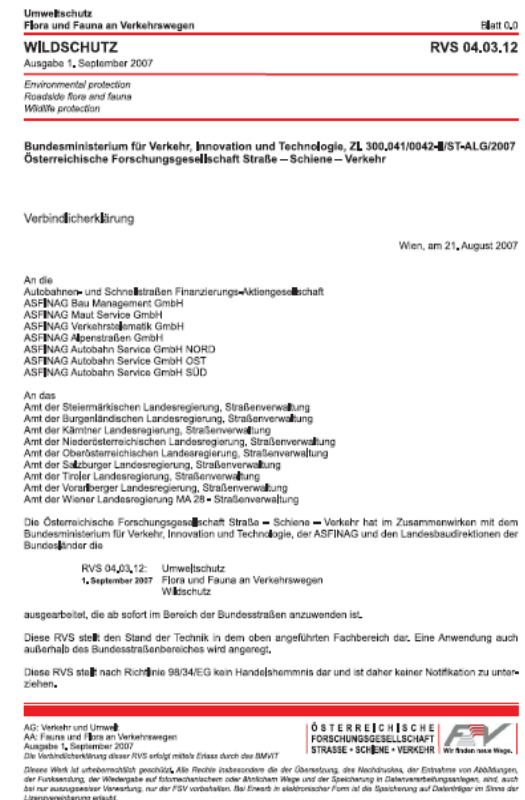 Umweltschutz
Flora und Fauna an Verkehrswegen
Blatt 0.0
WILDSCHUTZ
RVS 04.03.12
Ausgabe 1. September 2007
Environmental protection
Roadside flora and fauna
Wildlife protection
Bundesministerium für Verkehr, Innovation und Technologie, Zl. 300.041/0042-II/ST-ALG/2007
Österreichische Forschungsgesellschaft Straße – Schiene – Verkehr
Verbindlicherklärung
Wien, am 21. August 2007
An die
Autobahnen- und Schnellstraßen Finanzierungs-Aktiengesellschaft
ASFINAG Bau Management GmbH
ASFINAG Maut Service GmbH
ASFINAG Verkehrstelematik GmbH
ASFINAG Alpenstraßen GmbH
ASFINAG Autobahn Service GmbH NORD
ASFINAG Autobahn Service GmbH OST
ASFINAG Autobahn Service GmbH SÜD
An das
Amt der Steiermärkischen Landesregierung, Straßenverwaltung
Amt der Burgenländischen Landesregierung, Straßenverwaltung
Amt der Kärntner Landesregierung, Straßenverwaltung
Amt der Niederösterreichischen Landesregierung, Straßenverwaltung
Amt der Oberösterreichischen Landesregierung, Straßenverwaltung
Amt der Salzburger Landesregierung, Straßenverwaltung
Amt der Tiroler Landesregierung, Straßenverwaltung
Amt der Vorarlberger Landesregierung, Straßenverwaltung
Amt der Wiener Landesregierung MA 28 - Straßenverwaltung
Die Österreichische Forschungsgesellschaft Straße – Schiene – Verkehr hat im Zusammenwirken mit dem
Bundesministerium für Verkehr, Innovation und Technologie, der ASFINAG und den Landesbaudirektionen der
Bundesländer die
RVS 04.03.12: Umweltschutz
1. September 2007 Flora und Fauna an Verkehrswegen
Wildschutz
ausgearbeitet, die ab sofort im Bereich der Bundesstraßen anzuwenden ist.
Diese RVS stellt den Stand der Technik in dem oben angeführten Fachbereich dar. Eine Anwendung auch
außerhalb des Bundesstraßenbereiches wird angeregt.
Diese RVS stellt nach Richtlinie 98/34/EG kein Handelshemmnis dar und ist daher keiner Notifikation zu unter-
ziehen.
AG: Verkehr und Umwelt
AA: Fauna und Flora an Verkehrswegen
Ausgabe 1. September 2007
Die Verbindlicherklärung dieser RVS erfolgt mittels Erlass durch das BMVIT
ÖSTERREICHISCHE
FORSCHUNGSGESELLSCHAFT
STRASSE • SCHIENE • VERKEHR
FSV
Wir finden neue Wege.
Dieses Werk ist urheberrechtlich geschützt. Alle Rechte insbesondere die der Übersetzung, des Nachdruckes, der Entnahme von Abbildungen,
der Funksendung, der Wiedergabe auf fotomechanischem oder ähnlichem Wege und der Speicherung in Datenverarbeitungsanlagen, sind, auch
bei nur auszugsweiser Verwertung, nur der FSV vorbehalten. Bei Erwerb in elektronischer Form ist die Speicherung auf Datenträger im Sinne der
Lizenzvereinbarung erlaubt.